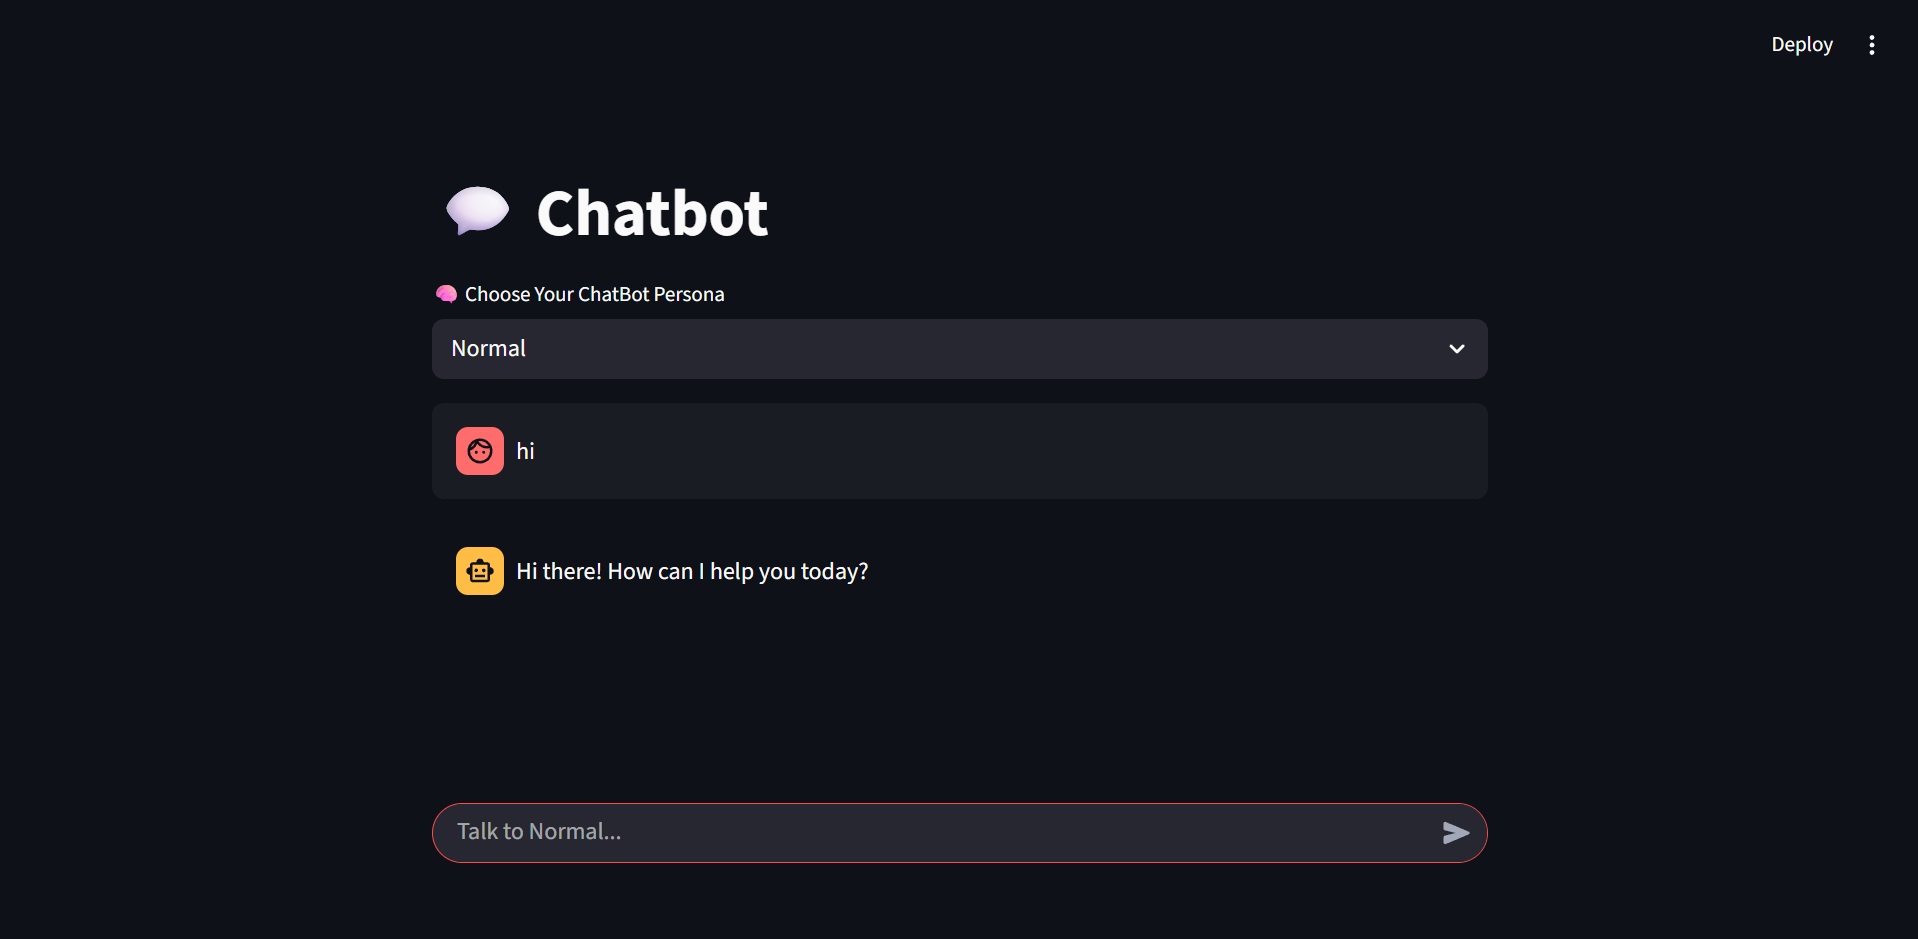 Deploy
Chatbot
Choose Your ChatBot Persona
Normal
hi
Hi there! How can I help you today?
Talk to Normal...